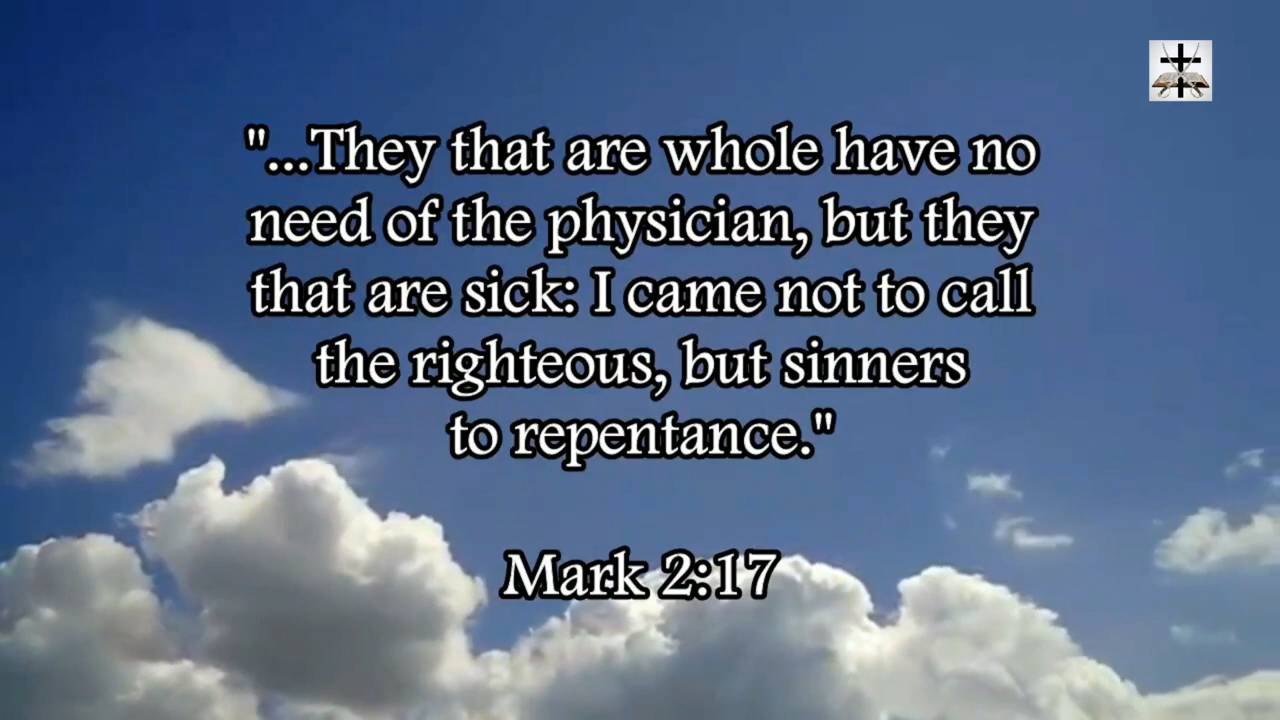 "...They that are whole have no
need of the physician, but they
that are sick: I came not to call
the righteous, but sinners
to repentance."
Mark 2:17